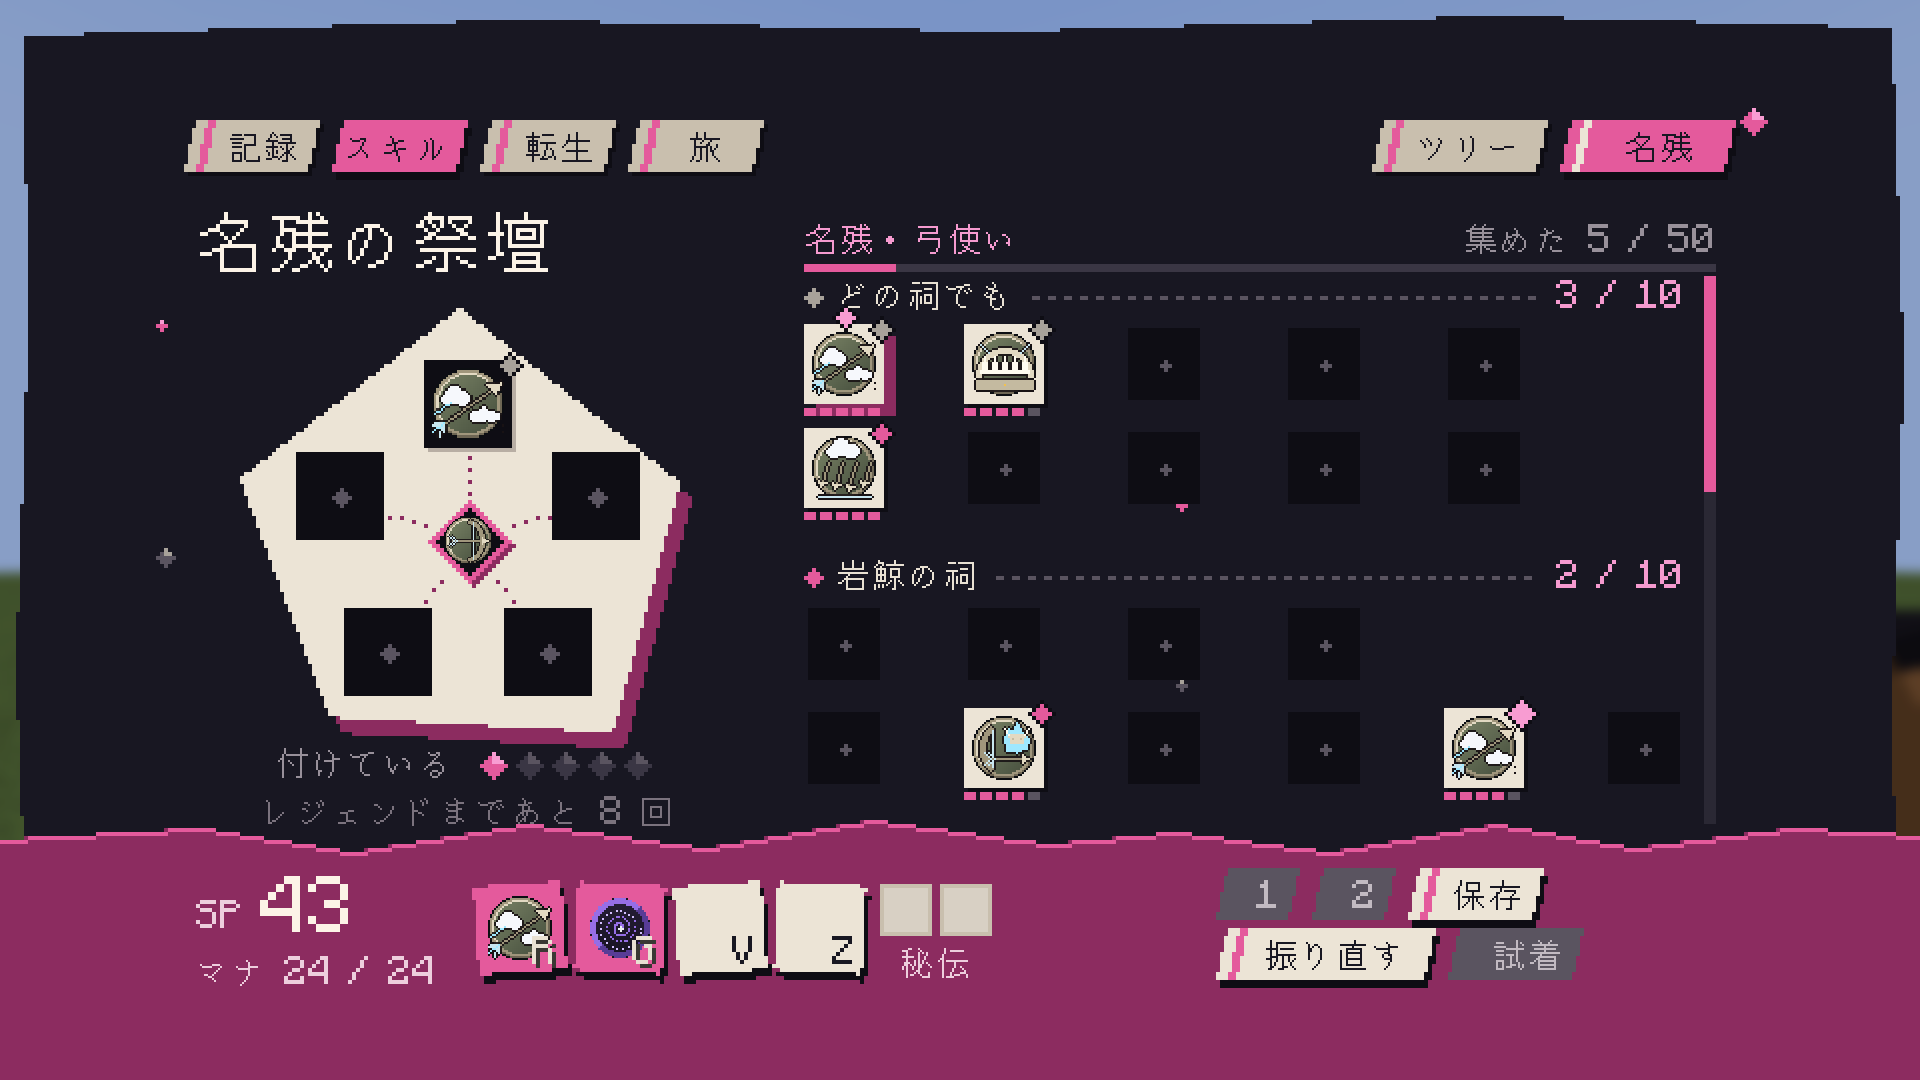 記録 スキル 転生 旅 ツリー 名残
名残の祭壇
名残・弓使い 集めた 5 / 50
どの祠でも 3 / 10
岩鯨の祠 2 / 10
付けている
レジェンドまであと 8 回
SP 43
マナ 24 / 24
R G V Z
秘伝
1 2 保存
振り直す 試着